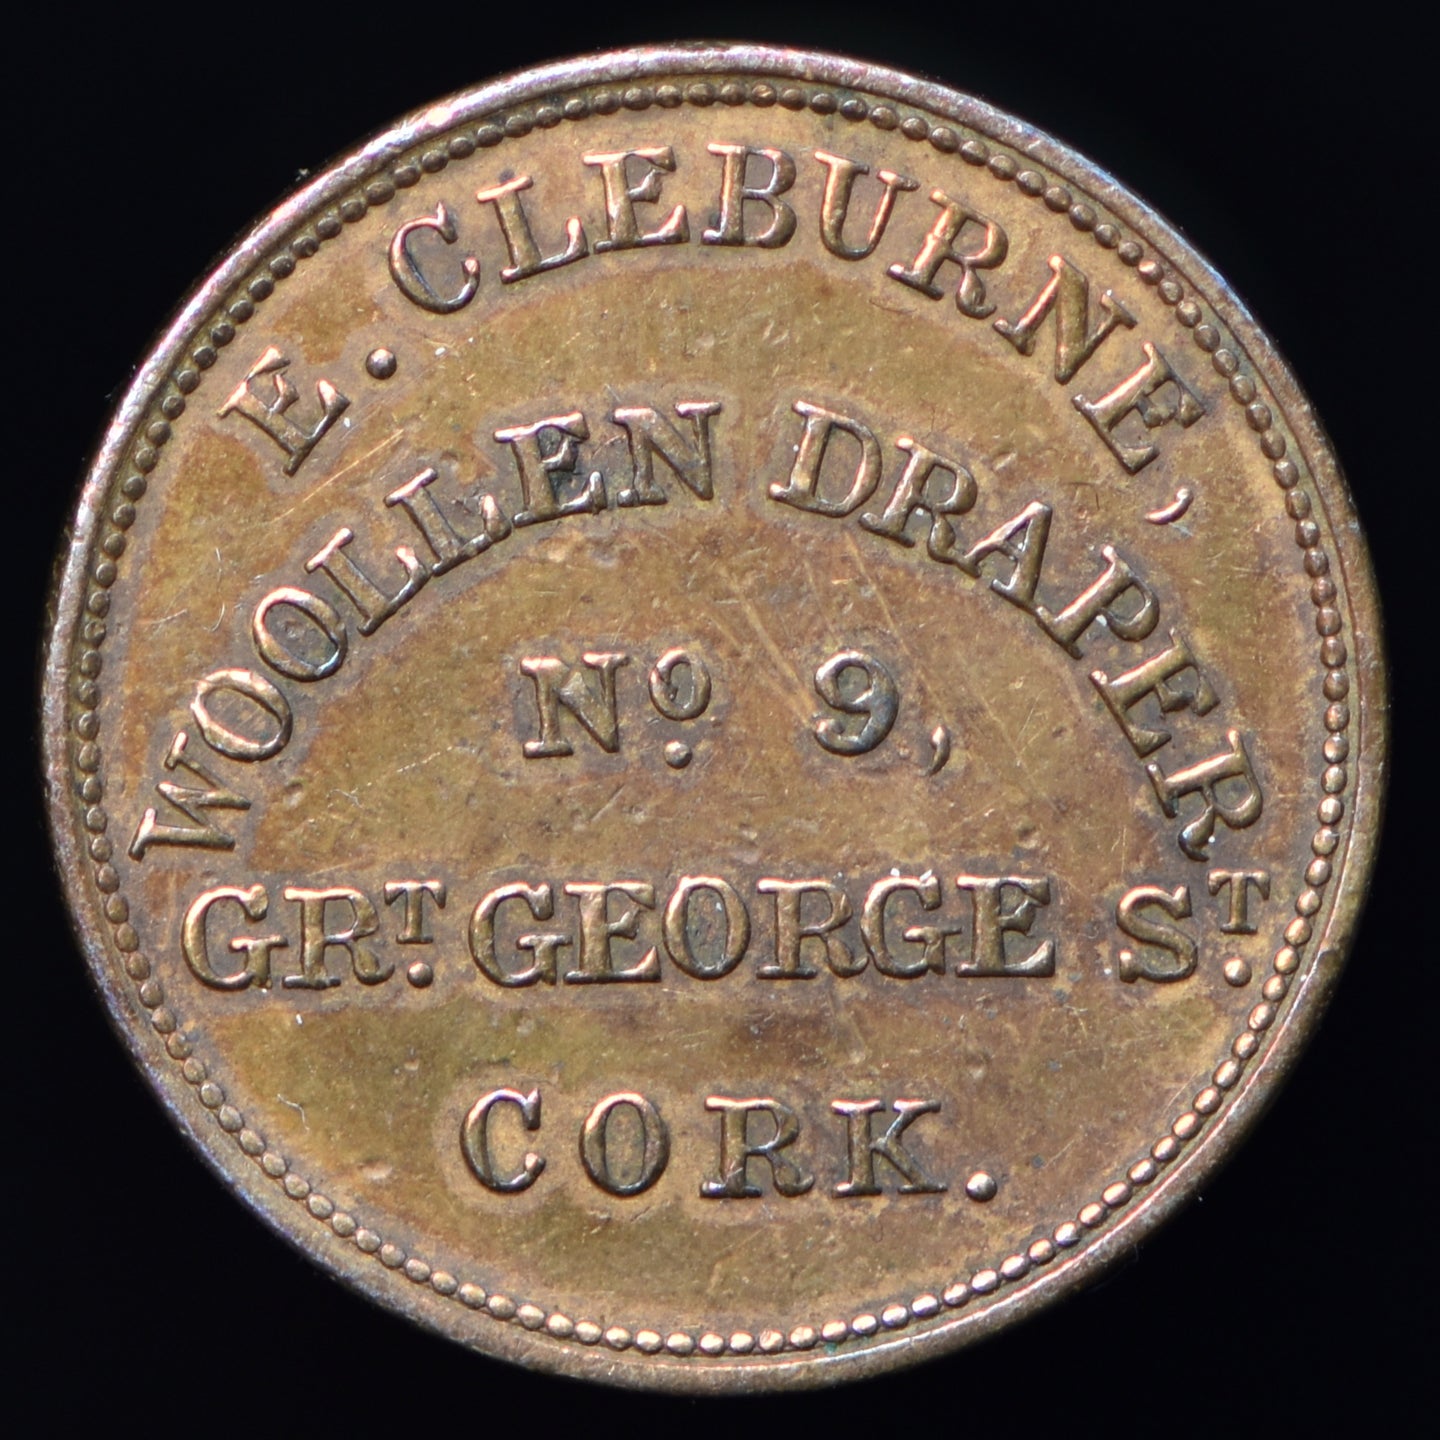 E. CLEBURNE,
WOOLLEN DRAPER
Nº 9,
GRT. GEORGE ST.
CORK.